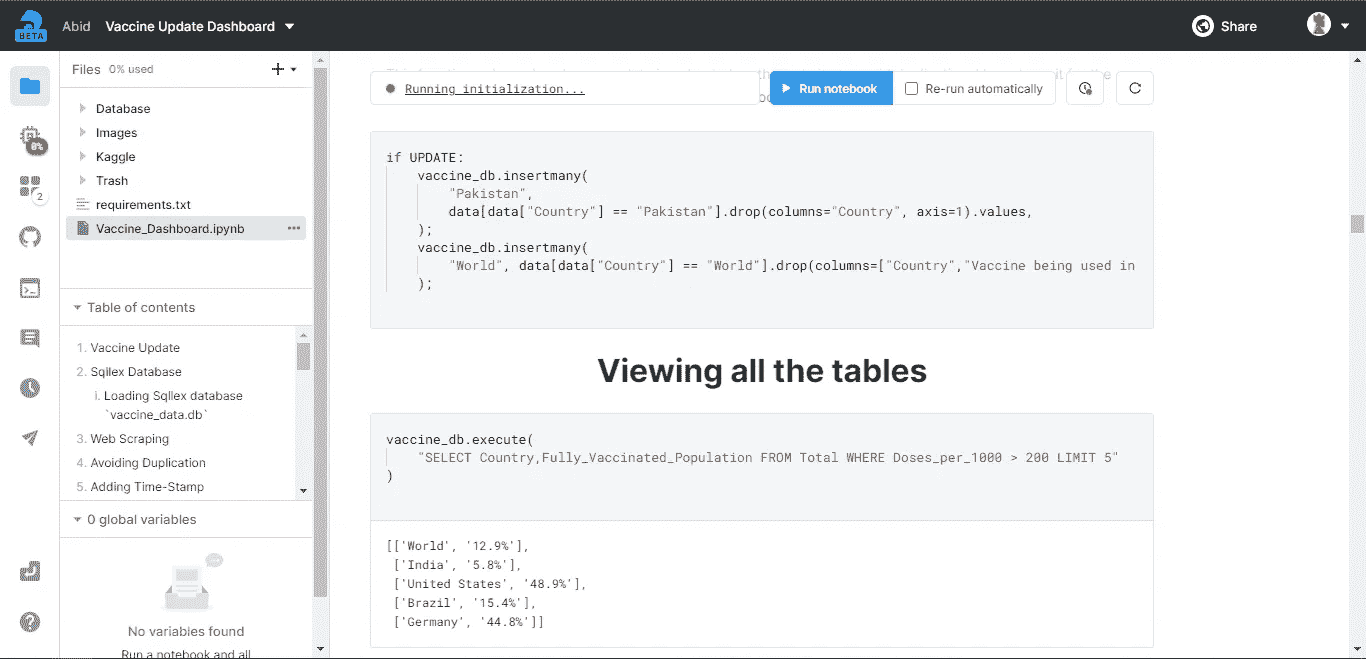 BETA
Abid Vaccine Update Dashboard
Share
Files 0% used
Database
Images
Kaggle
Trash
requirements.txt
Vaccine_Dashboard.ipynb
0%
2
Table of contents
1. Vaccine Update
2. Sqllex Database
i. Loading Sqllex database
`vaccine_data.db`
3. Web Scraping
4. Avoiding Duplication
5. Adding Time-Stamp
0 global variables
No variables found
Run a notebook and all
Running initialization...
Run notebook
Re-run automatically
if UPDATE:
vaccine_db.insertmany(
"Pakistan",
data[data["Country"] == "Pakistan"].drop(columns="Country", axis=1).values,
);
vaccine_db.insertmany(
"World", data[data["Country"] == "World"].drop(columns=["Country","Vaccine being used in
);
Viewing all the tables
vaccine_db.execute(
"SELECT Country,Fully_Vaccinated_Population FROM Total WHERE Doses_per_1000 > 200 LIMIT 5"
)
[['World', '12.9%'],
['India', '5.8%'],
['United States', '48.9%'],
['Brazil', '15.4%'],
['Germany', '44.8%']]